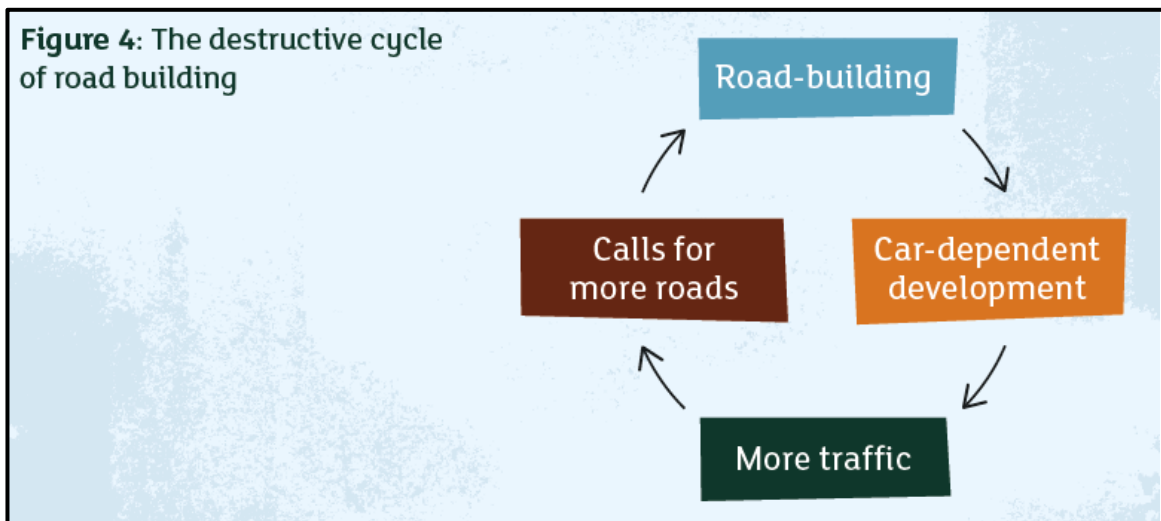 Figure 4: The destructive cycle
of road building
Road-building
Calls for
more roads
Car-dependent
development
More traffic